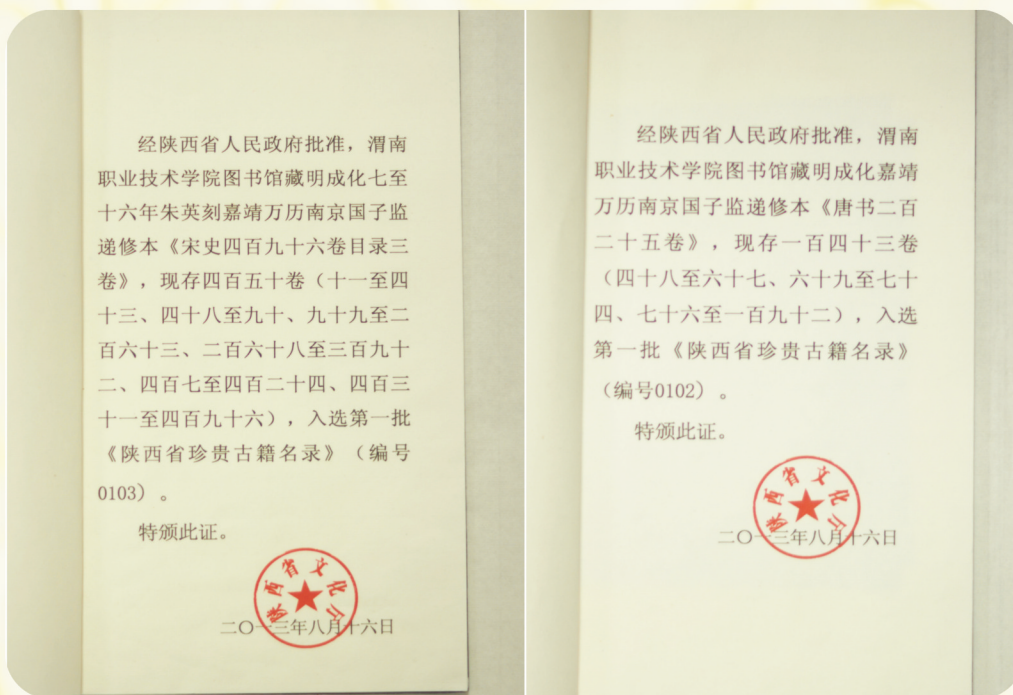 经陕西省人民政府批准，渭南
职业技术学院图书馆藏明成化七至
十六年朱英刻嘉靖万历南京国子监
递修本《宋史四百九十六卷目录三
卷》，现存四百五十卷（十一至四
十三、四十八至九十、九十九至二
百六十三、二百六十八至三百九十
二、四百七至四百二十四、四百三
十一至四百九十六），入选第一批
《陕西省珍贵古籍名录》（编号
0103）。
特颁此证。
陕西省文化厅
二〇一三年八月十六日
经陕西省人民政府批准，渭南
职业技术学院图书馆藏明成化嘉靖
万历南京国子监递修本《唐书二百
二十五卷》，现存一百四十三卷
（四十八至六十七、六十九至七十
四、七十六至一百九十二），入选
第一批《陕西省珍贵古籍名录》
（编号0102）。
特颁此证。
陕西省文化厅
二〇一三年八月十六日